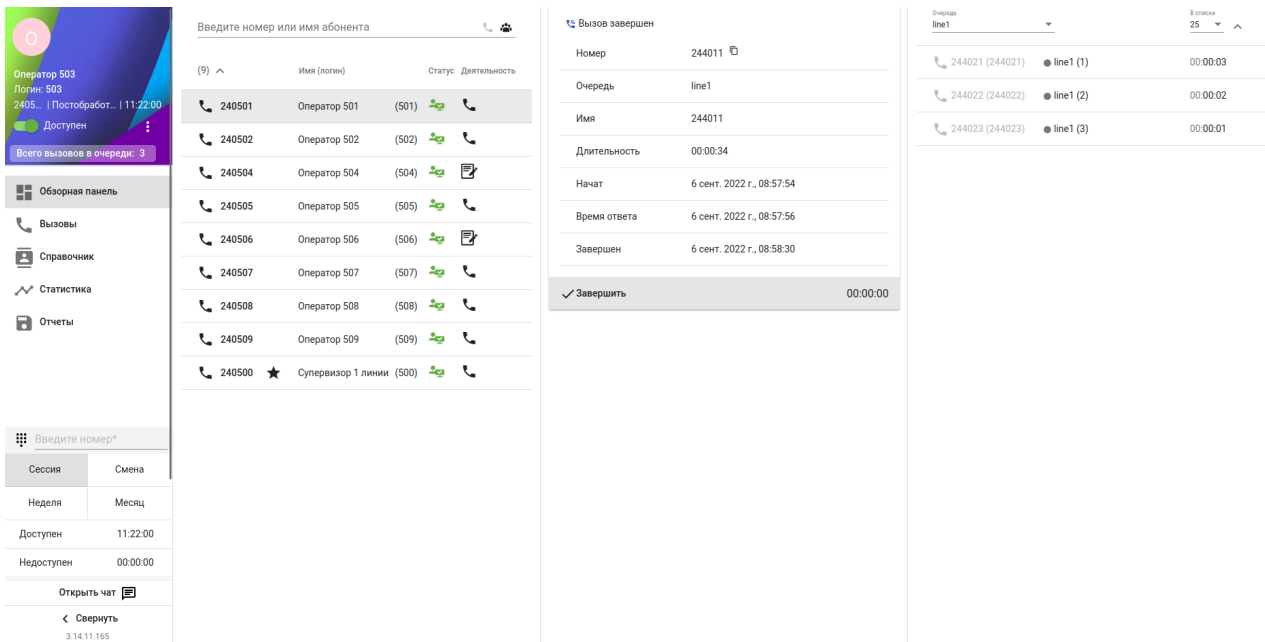 О
Оператор 503
Логин: 503
2405... | Постобработ... | 11:22:00
Доступен
Всего вызовов в очереди: 3
Обзорная панель
Вызовы
Справочник
Статистика
Отчеты
Введите номер*
Сессия Смена
Неделя Месяц
Доступен 11:22:00
Недоступен 00:00:00
Открыть чат
Свернуть
3.14.11.165
Введите номер или имя абонента
(9) Имя (логин) Статус Деятельность
240501 Оператор 501 (501)
240502 Оператор 502 (502)
240504 Оператор 504 (504)
240505 Оператор 505 (505)
240506 Оператор 506 (506)
240507 Оператор 507 (507)
240508 Оператор 508 (508)
240509 Оператор 509 (509)
240500 Супервизор 1 линии (500)
Вызов завершен
Номер 244011
Очередь line1
Имя 244011
Длительность 00:00:34
Начат 6 сент. 2022 г., 08:57:54
Время ответа 6 сент. 2022 г., 08:57:56
Завершен 6 сент. 2022 г., 08:58:30
Завершить 00:00:00
Очередь В списке
line1 25
244021 (244021) line1 (1) 00:00:03
244022 (244022) line1 (2) 00:00:02
244023 (244023) line1 (3) 00:00:01